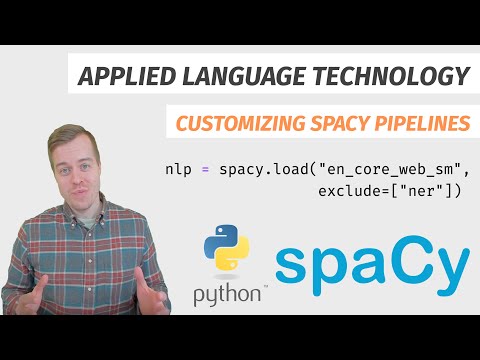 APPLIED LANGUAGE TECHNOLOGY
CUSTOMIZING SPACY PIPELINES
nlp = spacy.load("en_core_web_sm",
exclude=["ner"])
python™
spaCy